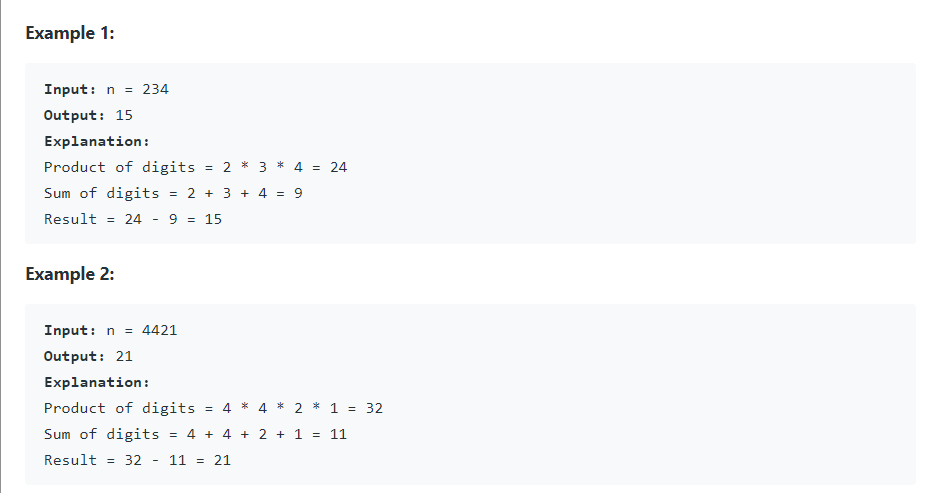 Example 1:
Input: n = 234
Output: 15
Explanation:
Product of digits = 2 * 3 * 4 = 24
Sum of digits = 2 + 3 + 4 = 9
Result = 24 - 9 = 15
Example 2:
Input: n = 4421
Output: 21
Explanation:
Product of digits = 4 * 4 * 2 * 1 = 32
Sum of digits = 4 + 4 + 2 + 1 = 11
Result = 32 - 11 = 21